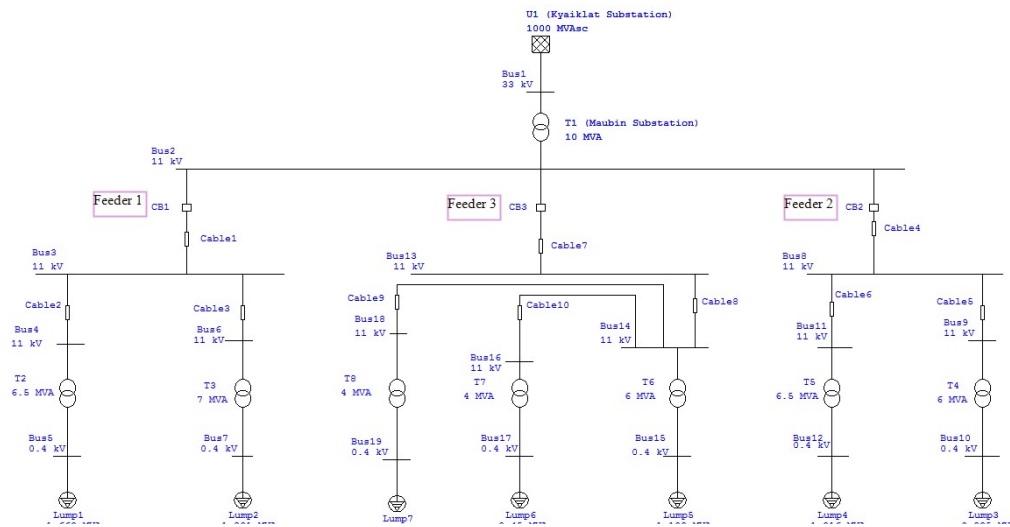 U1 (Kyaiklat Substation)
1000 MVAsc
Bus1
33 kV
T1 (Maubin Substation)
10 MVA
Bus2
11 kV
Feeder 1
CB1
Feeder 3
CB3
Feeder 2
CB2
Cable1
Cable7
Cable4
Bus3
11 kV
Bus13
11 kV
Bus8
11 kV
Cable2
Cable3
Cable9
Cable10
Cable8
Cable6
Cable5
Bus4
11 kV
Bus6
11 kV
Bus18
11 kV
Bus16
11 kV
Bus14
11 kV
Bus11
11 kV
Bus9
11 kV
T2
6.5 MVA
T3
7 MVA
T8
4 MVA
T7
4 MVA
T6
6 MVA
T5
6.5 MVA
T4
6 MVA
Bus5
0.4 kV
Bus7
0.4 kV
Bus19
0.4 kV
Bus17
0.4 kV
Bus15
0.4 kV
Bus12
0.4 kV
Bus10
0.4 kV
Lump1
Lump2
Lump7
Lump6
Lump5
Lump4
Lump3